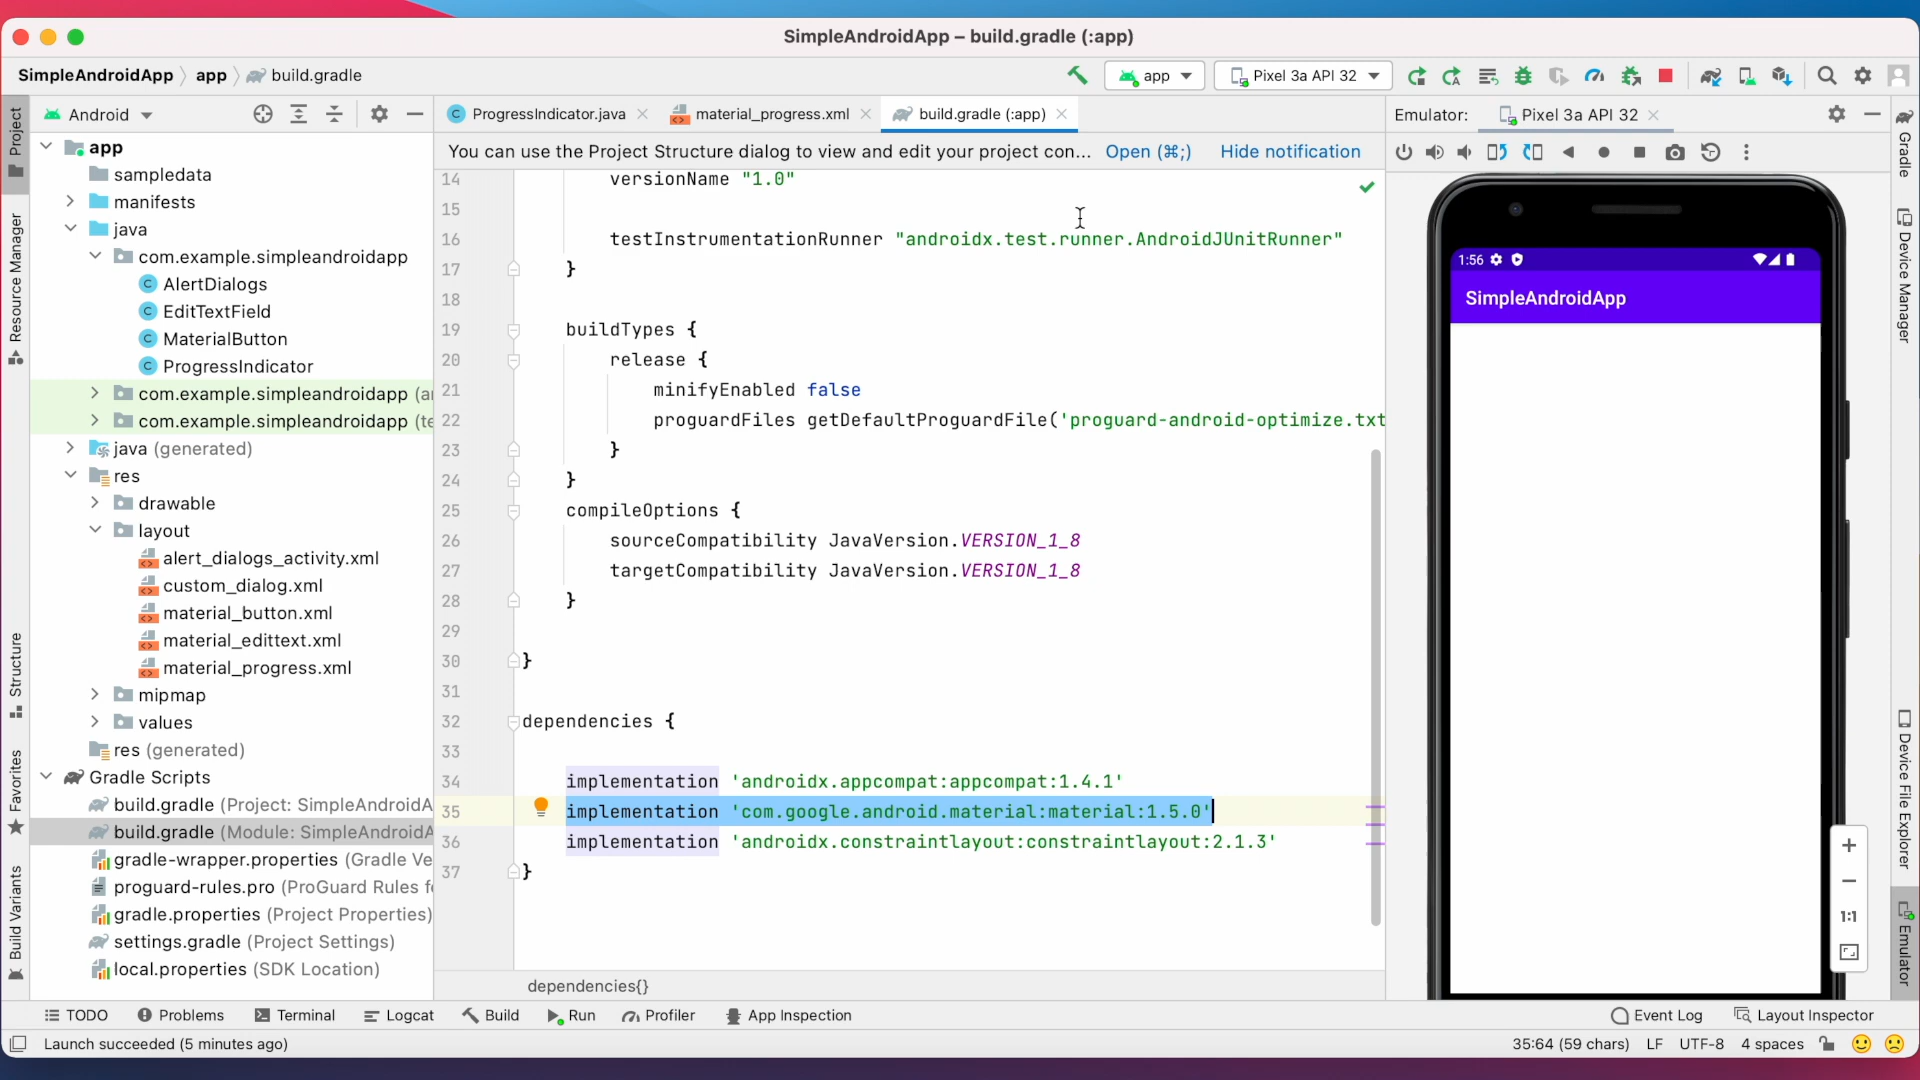 SimpleAndroidApp – build.gradle (:app)
SimpleAndroidApp app build.gradle
app Pixel 3a API 32
Project
Resource Manager
Structure
Favorites
Build Variants
Android
app
sampledata
manifests
java
com.example.simpleandroidapp
AlertDialogs
EditTextField
MaterialButton
ProgressIndicator
com.example.simpleandroidapp (a
com.example.simpleandroidapp (te
java (generated)
res
drawable
layout
alert_dialogs_activity.xml
custom_dialog.xml
material_button.xml
material_edittext.xml
material_progress.xml
mipmap
values
res (generated)
Gradle Scripts
build.gradle (Project: SimpleAndroidA
build.gradle (Module: SimpleAndroidA
gradle-wrapper.properties (Gradle Ve
proguard-rules.pro (ProGuard Rules f
gradle.properties (Project Properties)
settings.gradle (Project Settings)
local.properties (SDK Location)
ProgressIndicator.java material_progress.xml build.gradle (:app)
You can use the Project Structure dialog to view and edit your project con... Open (⌘;) Hide notification
14 versionName "1.0"
15
16 testInstrumentationRunner "androidx.test.runner.AndroidJUnitRunner"
17 }
18
19 buildTypes {
20 release {
21 minifyEnabled false
22 proguardFiles getDefaultProguardFile('proguard-android-optimize.txt
23 }
24 }
25 compileOptions {
26 sourceCompatibility JavaVersion.VERSION_1_8
27 targetCompatibility JavaVersion.VERSION_1_8
28 }
29
30 }
31
32 dependencies {
33
34 implementation 'androidx.appcompat:appcompat:1.4.1'
35 implementation 'com.google.android.material:material:1.5.0'
36 implementation 'androidx.constraintlayout:constraintlayout:2.1.3'
37 }
dependencies{}
Emulator: Pixel 3a API 32
1:56
SimpleAndroidApp
1:1
Gradle
Device Manager
Device File Explorer
Emulator
TODO Problems Terminal Logcat Build Run Profiler App Inspection Event Log Layout Inspector
Launch succeeded (5 minutes ago) 35:64 (59 chars) LF UTF-8 4 spaces